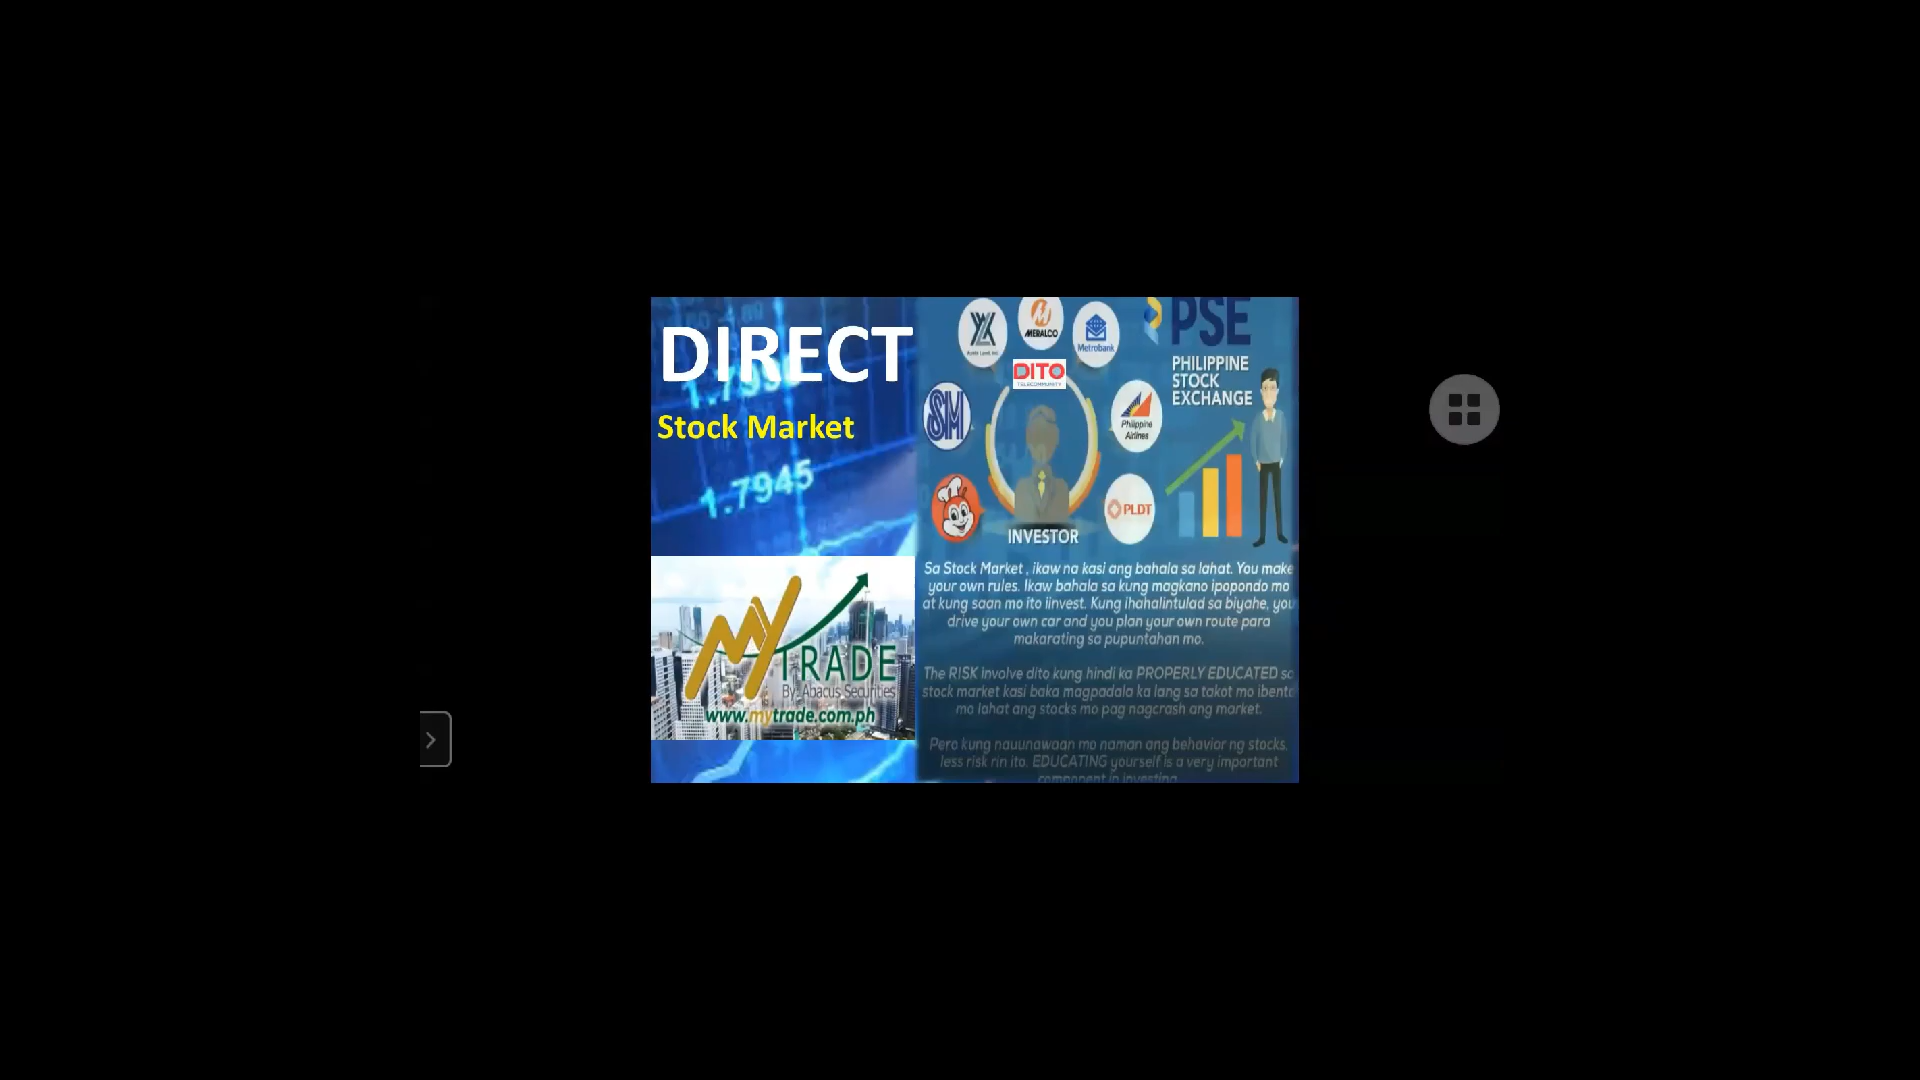 DIRECT
Stock Market
1.7945
MY TRADE
By: Abacus Securities
www.mytrade.com.ph
MERALCO
Metrobank
DITO
TELECOMMUNITY
SM
Philippine
Airlines
PLDT
INVESTOR
PSE
PHILIPPINE
STOCK
EXCHANGE
Sa Stock Market , ikaw na kasi ang bahala sa lahat. You make
your own rules. Ikaw bahala sa kung magkano ipopondo mo
at kung saan mo ito iinvest. Kung ihahalintulad sa biyahe, you
drive your own car and you plan your own route para
makarating sa pupuntahan mo.
The RISK involve dito kung hindi ka PROPERLY EDUCATED sa
stock market kasi baka magpadala ka lang sa takot mo ibenta
mo lahat ang stocks mo pag nagcrash ang market.
Pero kung nauunawaan mo naman ang behavior ng stocks,
less risk rin ito. EDUCATING yourself is a very important
component in investing.